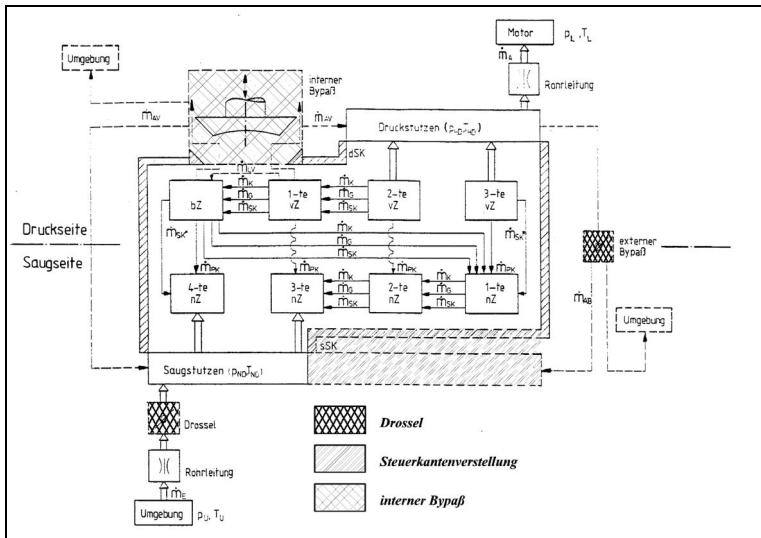 Motor
p_L, T_L
ṁ_A
Rohrleitung
Umgebung
interner
Bypaß
ṁ_AV
ṁ_AV
Druckstutzen (p_HD T_HD)
dSK
ṁ_LV
bZ
1-te
vZ
2-te
vZ
3-te
vZ
ṁ_K
ṁ_G
ṁ_SK
ṁ_K
ṁ_G
ṁ_SK
Druckseite
Saugseite
ṁ_SK
ṁ_K
ṁ_G
ṁ_SK
ṁ_SK
externer
Bypaß
ṁ_PK
ṁ_PK
ṁ_PK
ṁ_PK
4-te
nZ
3-te
nZ
2-te
nZ
1-te
nZ
ṁ_K
ṁ_G
ṁ_SK
ṁ_K
ṁ_G
ṁ_SK
ṁ_AB
Umgebung
sSK
Saugstutzen (p_ND T_ND)
Drossel
Rohrleitung
ṁ_E
Umgebung
p_U, T_U
Drossel
Steuerkantenverstellung
interner Bypaß